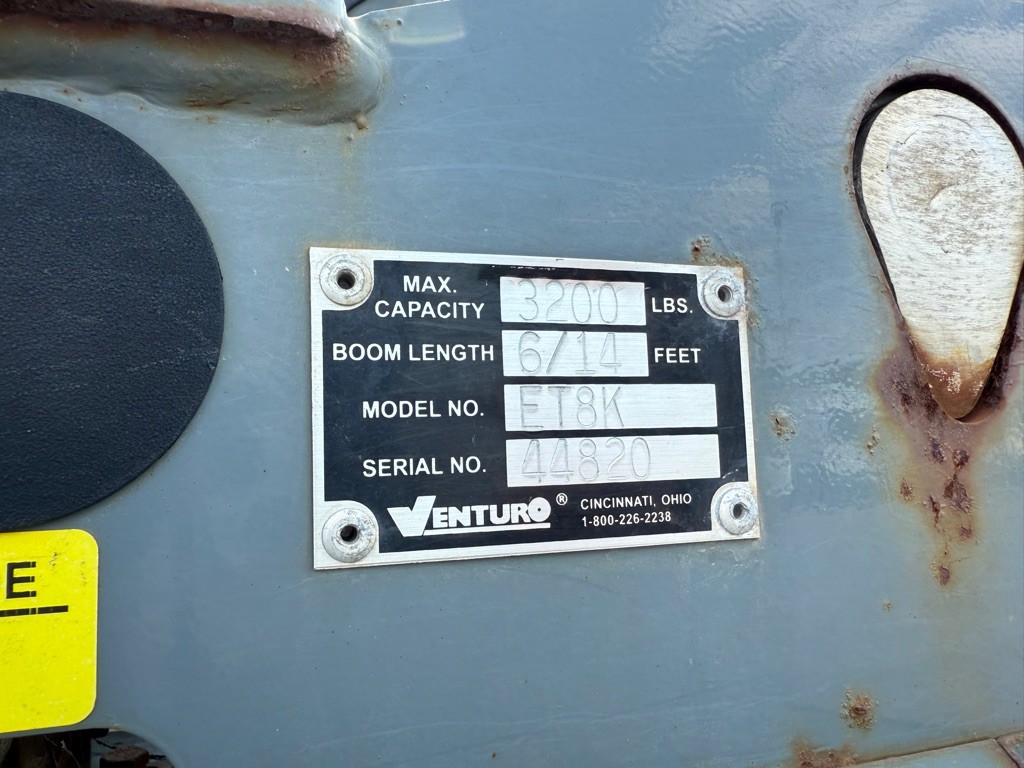 MAX. CAPACITY 3200 LBS.
BOOM LENGTH 6/14 FEET
MODEL NO. ET8K
SERIAL NO. 44820
VENTURO® CINCINNATI, OHIO
1-800-226-2238
E